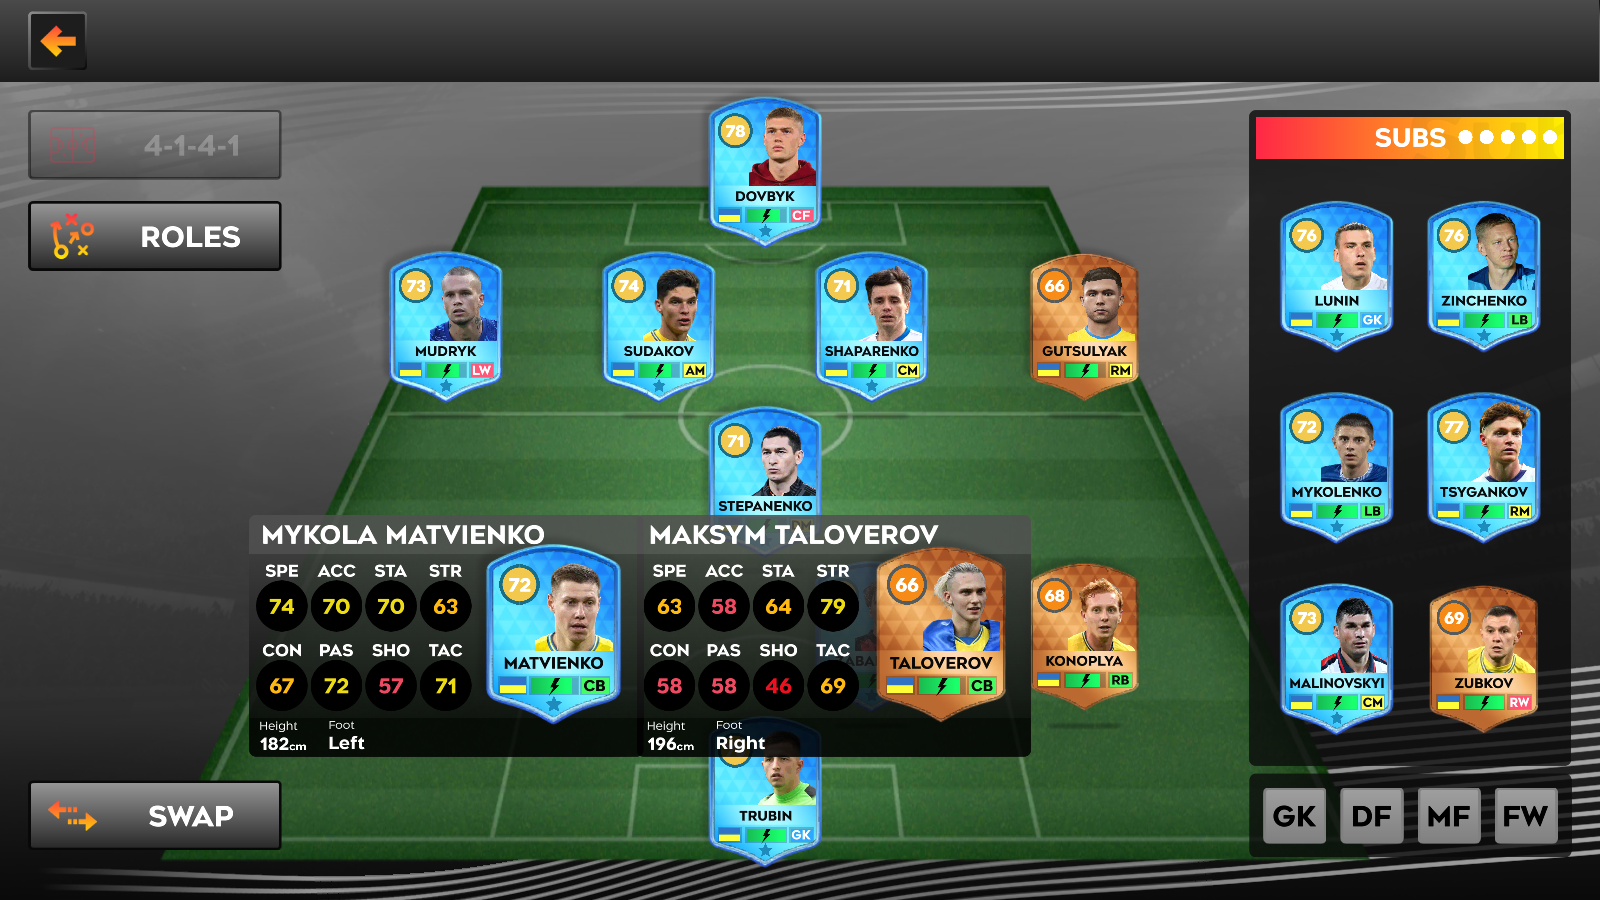 4-1-4-1
ROLES
SUBS
78
DOVBYK
CF
73
MUDRYK
LW
74
SUDAKOV
AM
71
SHAPARENKO
CM
66
GUTSULYAK
RM
71
STEPANENKO
MYKOLA MATVIENKO
SPE ACC STA STR
74 70 70 63
CON PAS SHO TAC
67 72 57 71
Height Foot
182cm Left
72
MATVIENKO
CB
MAKSYM TALOVEROV
SPE ACC STA STR
63 58 64 79
CON PAS SHO TAC
58 58 46 69
Height Foot
196cm Right
66
TALOVEROV
CB
68
KONOPLYA
RB
TRUBIN
GK
76
LUNIN
GK
76
ZINCHENKO
LB
72
MYKOLENKO
LB
77
TSYGANKOV
RM
73
MALINOVSKYI
CM
69
ZUBKOV
RW
SWAP
GK DF MF FW